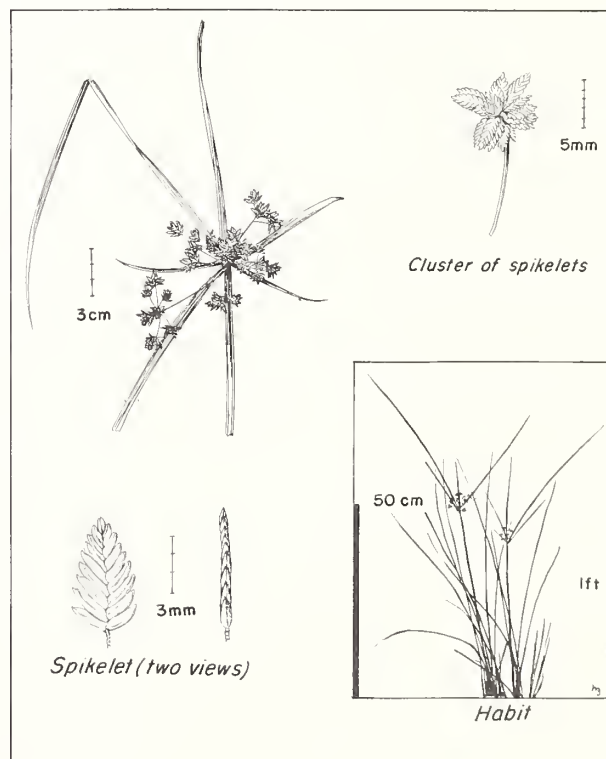 5mm
Cluster of spikelets
3cm
3mm
Spikelet (two views)
50 cm
1ft
Habit